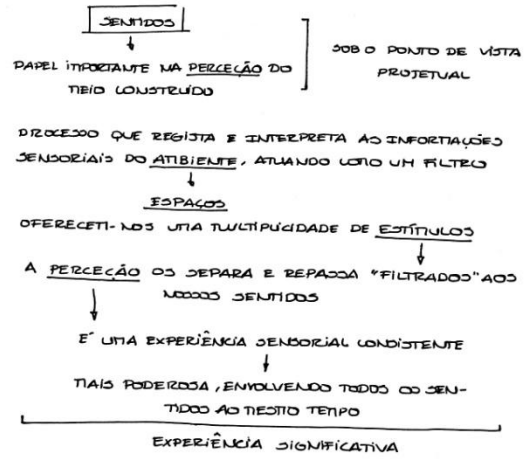 SENTIDOS
PAPEL IMPORTANTE NA PERCEÇÃO DO
MEIO CONSTRUÍDO
SOB O PONTO DE VISTA
PROJETUAL
PROCESSO QUE REGISTA E INTERPRETA AS INFORMAÇÕES
SENSORIAIS DO AMBIENTE, ATUANDO COMO UM FILTRO
ESPAÇOS
OFERECEM-NOS UMA MULTIPLICIDADE DE ESTÍMULOS
A PERCEÇÃO OS SEPARA E REPASSA "FILTRADOS" AOS
NOSSOS SENTIDOS
É UMA EXPERIÊNCIA SENSORIAL CONSISTENTE
MAIS PODEROSA, ENVOLVENDO TODOS OS SEN-
TIDOS AO MESMO TEMPO
EXPERIÊNCIA SIGNIFICATIVA